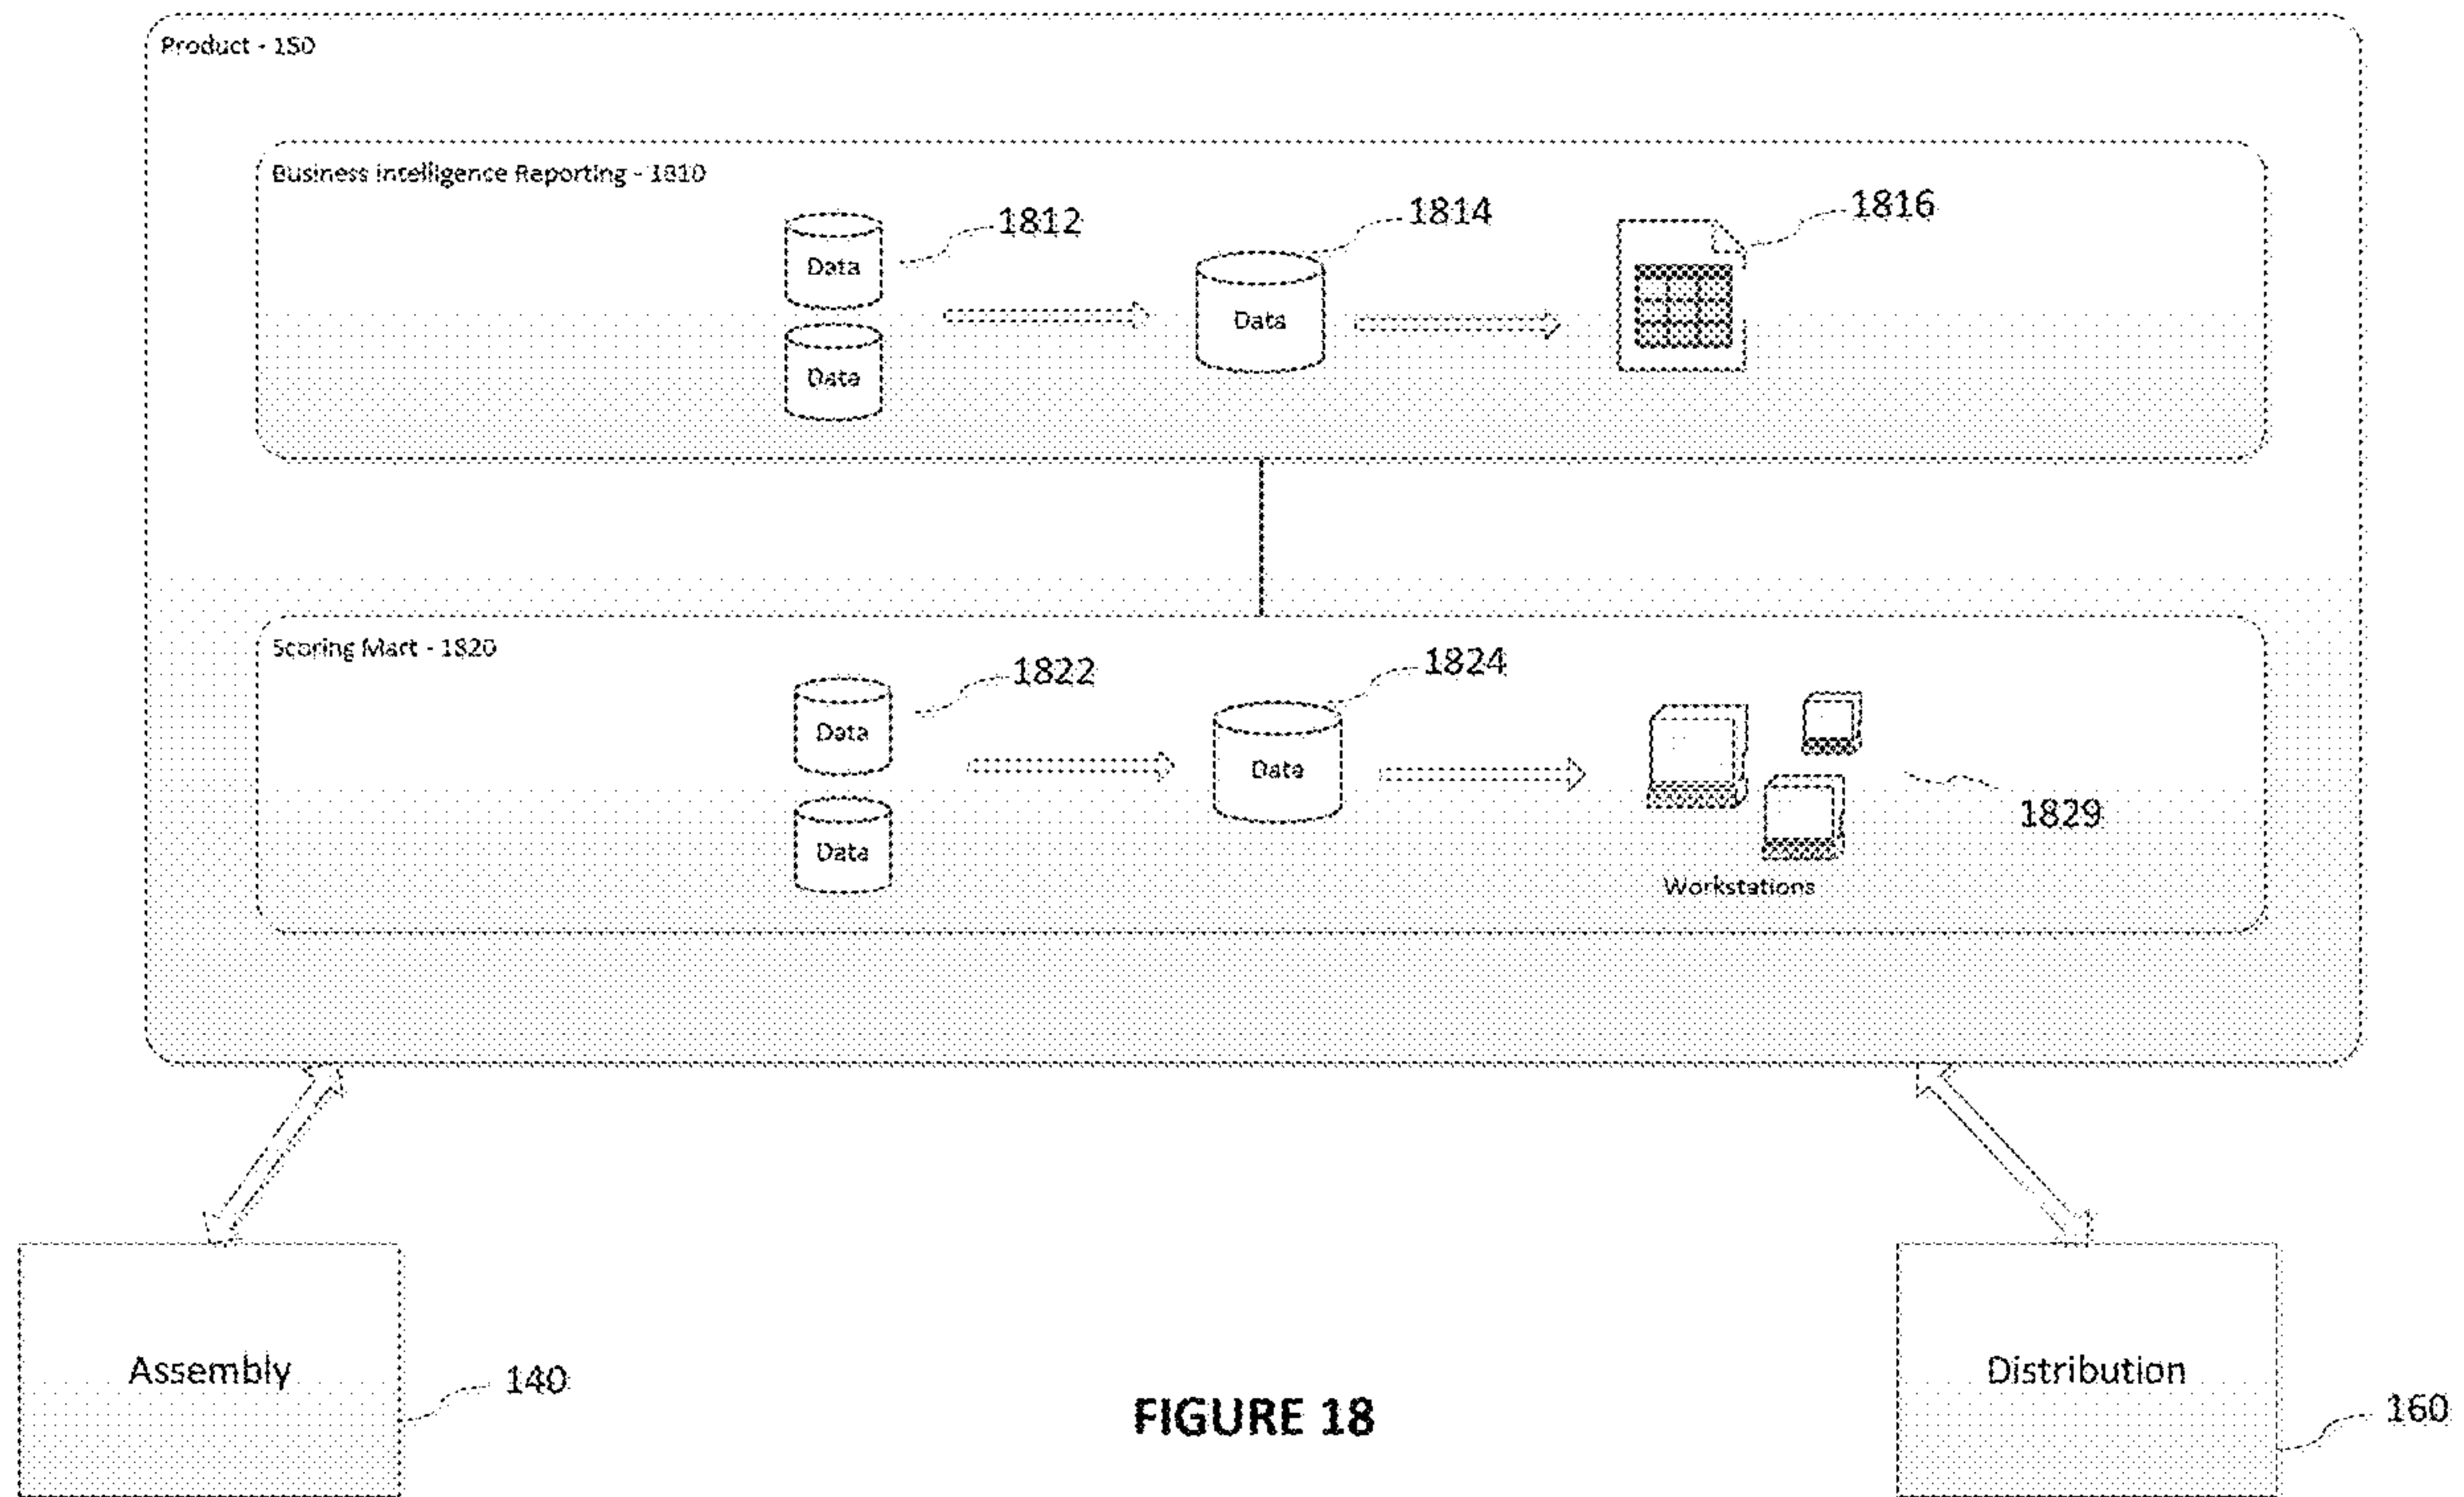 Product - 150
Business Intelligence Reporting - 1810
1812
1814
1816
Data
Data
Data
Scoring Mart - 1820
1822
1824
Data
Data
Data
1829
Workstations
Assembly
140
Distribution
160
FIGURE 18